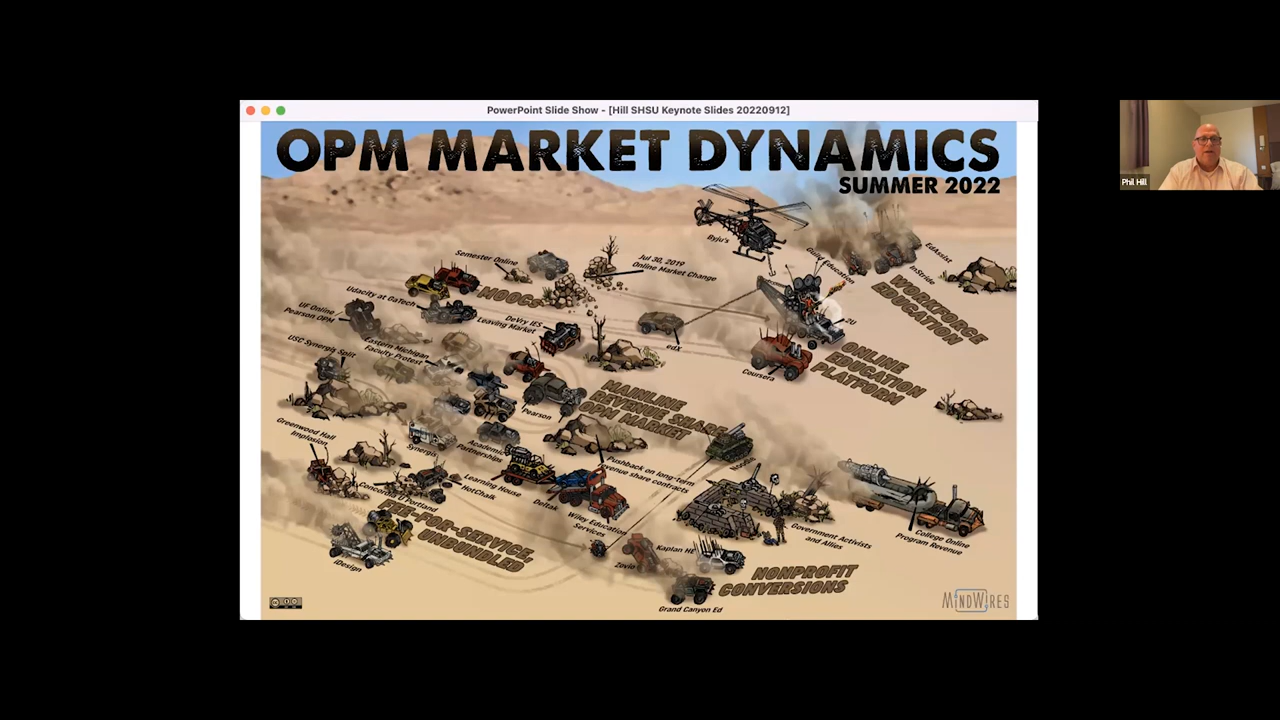 PowerPoint Slide Show - [Hill SHSU Keynote Slides 20220912]
OPM MARKET DYNAMICS
SUMMER 2022
Phil Hill
Byju's
Semester Online
Jul 30, 2019
Online Market Change
Guild Education
EdAssist
InStride
WORKFORCE
EDUCATION
Udacity at GaTech
MOOCs
UF Online
Pearson OPM
DeVry IES
Leaving Market
edX
2U
Coursera
ONLINE
EDUCATION
PLATFORM
Eastern Michigan
Faculty Protest
USC Synergis Split
Pearson
MAINLINE
REVENUE SHARE
OPM MARKET
Greenwood Hall
Implosion
Synergis
Academic
Partnerships
Noodle
Pushback on long-term
revenue share contracts
Concordia U Portland
HotChalk
Learning House
Deltak
Wiley Education
Services
Government Activists
and Allies
College Online
Program Revenue
FEE-FOR-SERVICE,
UNBUNDLED
iDesign
Zovio
Kaplan HE
Grand Canyon Ed
NONPROFIT
CONVERSIONS
MINDWIRES